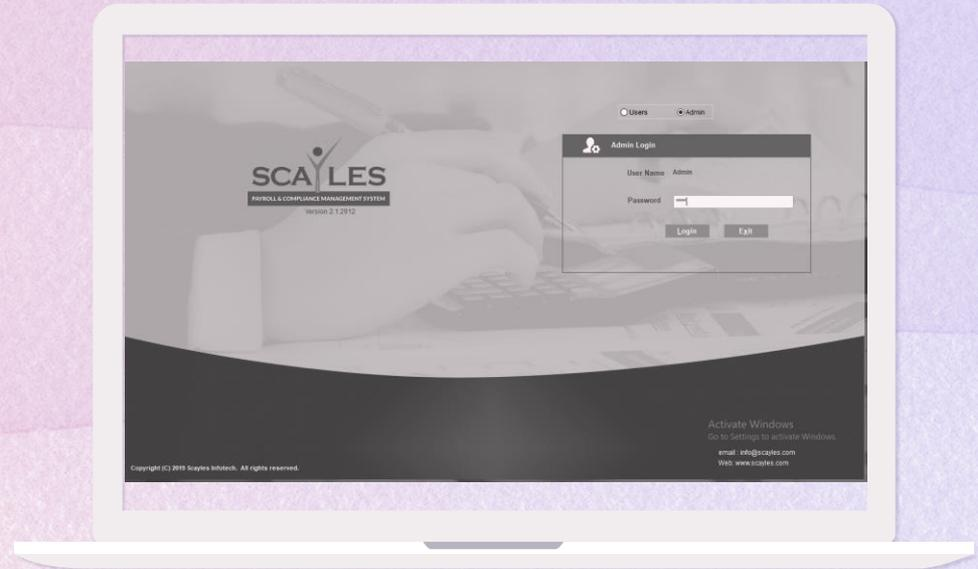 Users Admin
SCAYLES
PAYROLL & COMPLIANCE MANAGEMENT SYSTEM
Version 2.1.2912
Admin Login
User Name Admin
Password
Login Exit
Activate Windows
Go to Settings to activate Windows.
email : info@scayles.com
Web: www.scayles.com
Copyright (C) 2019 Scayles Infotech. All rights reserved.